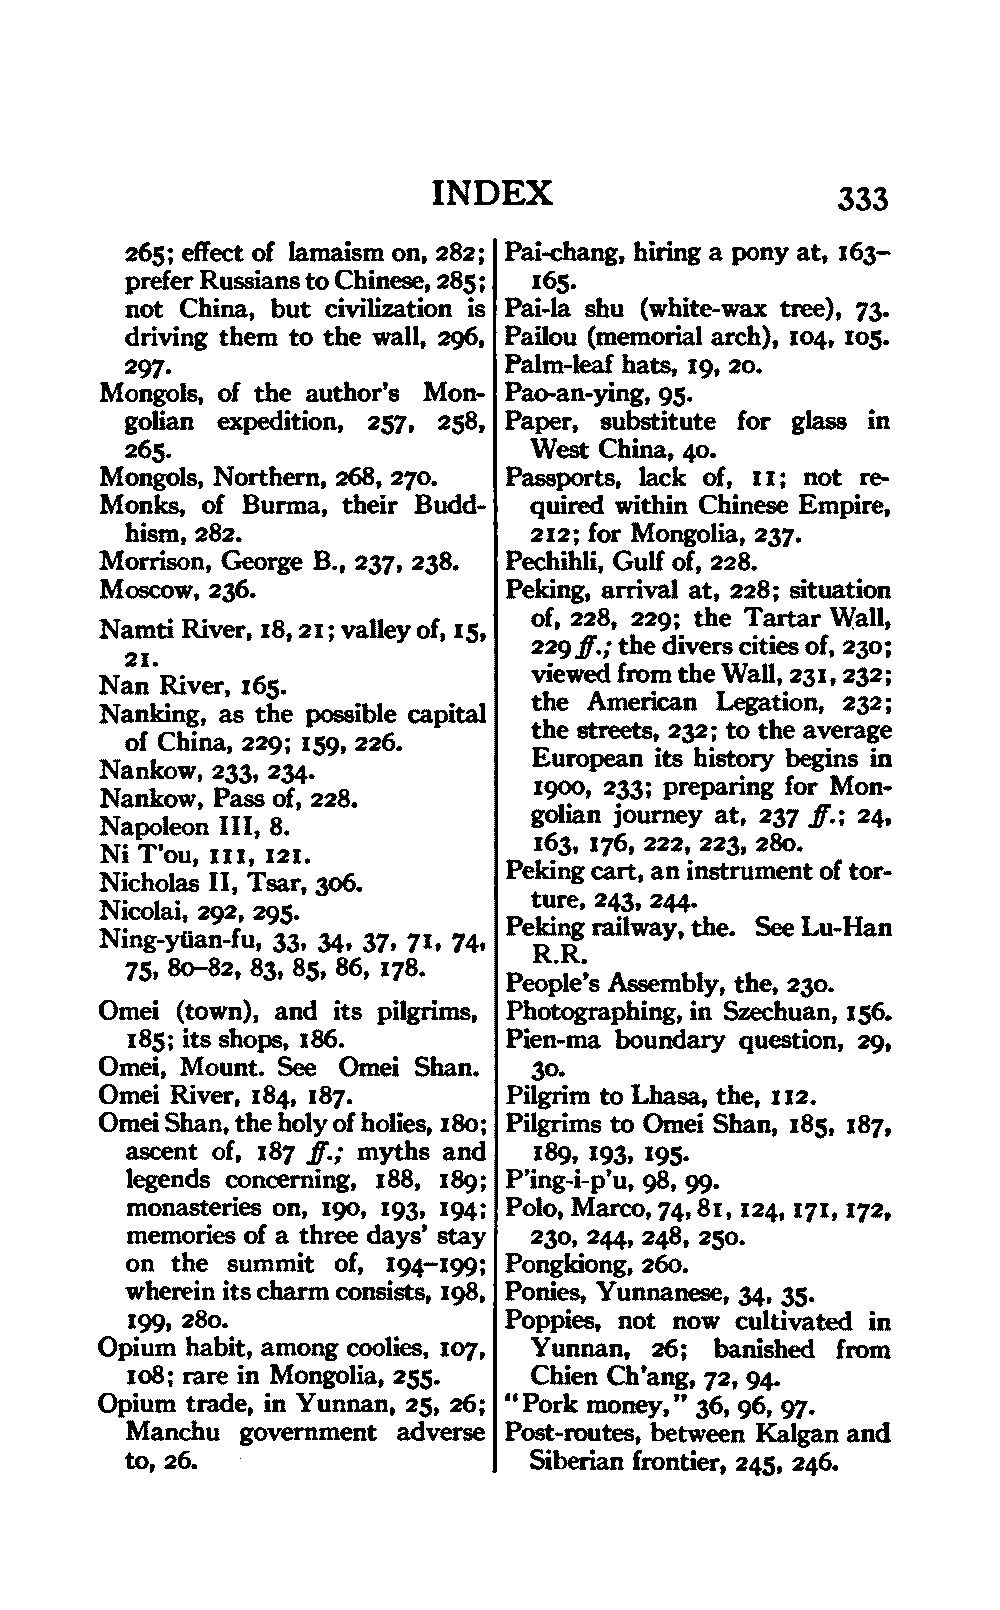 INDEX 333
265; effect of lamaism on, 282;
prefer Russians to Chinese, 285;
not China, but civilization is
driving them to the wall, 296,
297.
Mongols, of the author's Mon-
golian expedition, 257, 258,
265.
Mongols, Northern, 268, 270.
Monks, of Burma, their Budd-
hism, 282.
Morrison, George B., 237, 238.
Moscow, 236.
Namti River, 18, 21; valley of, 15,
21.
Nan River, 165.
Nanking, as the possible capital
of China, 229; 159, 226.
Nankow, 233, 234.
Nankow, Pass of, 228.
Napoleon III, 8.
Ni T'ou, 111, 121.
Nicholas II, Tsar, 306.
Nicolai, 292, 295.
Ning-yüan-fu, 33, 34, 37, 71, 74,
75, 80–82, 83, 85, 86, 178.
Omei (town), and its pilgrims,
185; its shops, 186.
Omei, Mount. See Omei Shan.
Omei River, 184, 187.
Omei Shan, the holy of holies, 180;
ascent of, 187 ff.; myths and
legends concerning, 188, 189;
monasteries on, 190, 193, 194;
memories of a three days' stay
on the summit of, 194–199;
wherein its charm consists, 198,
199, 280.
Opium habit, among coolies, 107,
108; rare in Mongolia, 255.
Opium trade, in Yunnan, 25, 26;
Manchu government adverse
to, 26.
Pai-chang, hiring a pony at, 163–
165.
Pai-la shu (white-wax tree), 73.
Pailou (memorial arch), 104, 105.
Palm-leaf hats, 19, 20.
Pao-an-ying, 95.
Paper, substitute for glass in
West China, 40.
Passports, lack of, 11; not re-
quired within Chinese Empire,
212; for Mongolia, 237.
Pechihli, Gulf of, 228.
Peking, arrival at, 228; situation
of, 228, 229; the Tartar Wall,
229 ff.; the divers cities of, 230;
viewed from the Wall, 231, 232;
the American Legation, 232;
the streets, 232; to the average
European its history begins in
1900, 233; preparing for Mon-
golian journey at, 237 ff.; 24,
163, 176, 222, 223, 280.
Peking cart, an instrument of tor-
ture, 243, 244.
Peking railway, the. See Lu-Han
R.R.
People's Assembly, the, 230.
Photographing, in Szechuan, 156.
Pien-ma boundary question, 29,
30.
Pilgrim to Lhasa, the, 112.
Pilgrims to Omei Shan, 185, 187,
189, 193, 195.
P'ing-i-p'u, 98, 99.
Polo, Marco, 74, 81, 124, 171, 172,
230, 244, 248, 250.
Pongkiong, 260.
Ponies, Yunnanese, 34, 35.
Poppies, not now cultivated in
Yunnan, 26; banished from
Chien Ch'ang, 72, 94.
"Pork money," 36, 96, 97.
Post-routes, between Kalgan and
Siberian frontier, 245, 246.